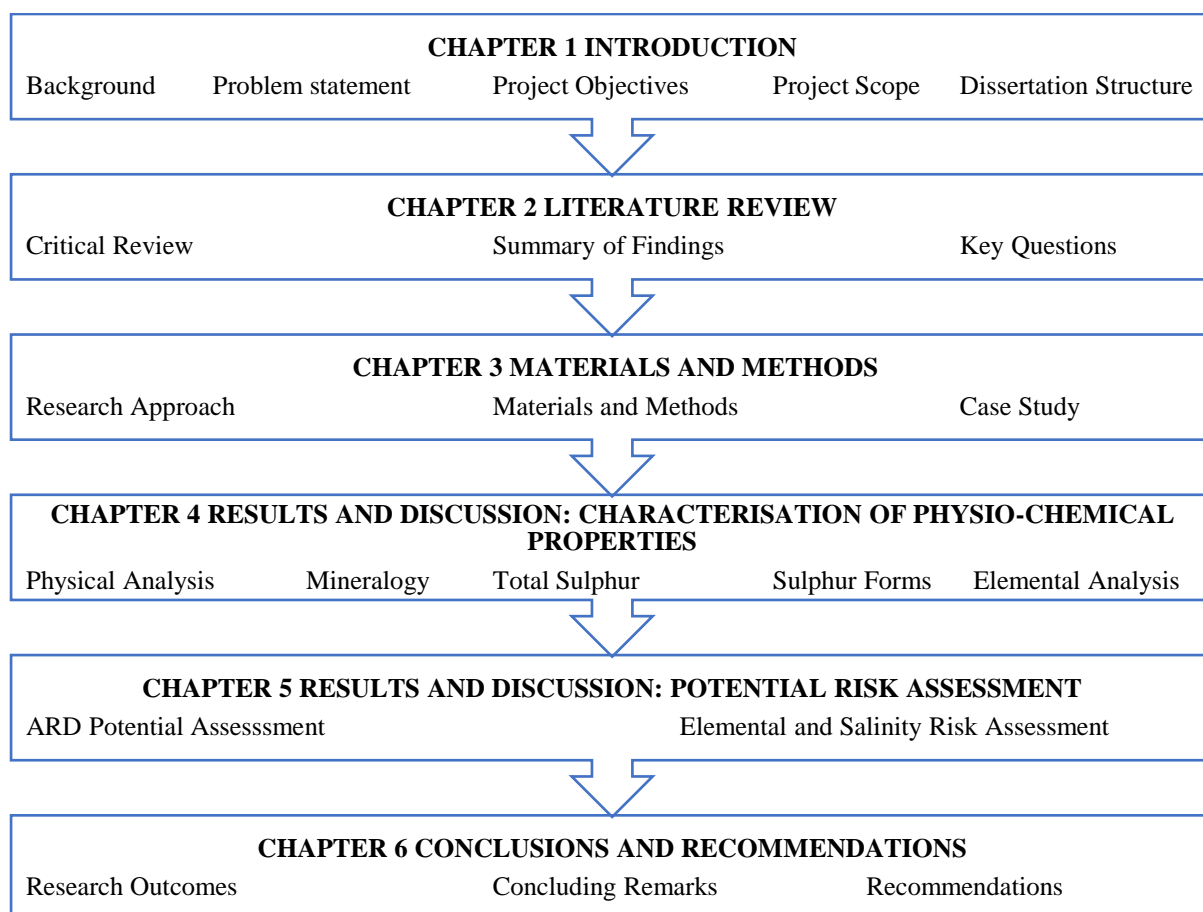 CHAPTER 1 INTRODUCTION
Background Problem statement Project Objectives Project Scope Dissertation Structure
CHAPTER 2 LITERATURE REVIEW
Critical Review Summary of Findings Key Questions
CHAPTER 3 MATERIALS AND METHODS
Research Approach Materials and Methods Case Study
CHAPTER 4 RESULTS AND DISCUSSION: CHARACTERISATION OF PHYSIO-CHEMICAL
PROPERTIES
Physical Analysis Mineralogy Total Sulphur Sulphur Forms Elemental Analysis
CHAPTER 5 RESULTS AND DISCUSSION: POTENTIAL RISK ASSESSMENT
ARD Potential Assesssment Elemental and Salinity Risk Assessment
CHAPTER 6 CONCLUSIONS AND RECOMMENDATIONS
Research Outcomes Concluding Remarks Recommendations